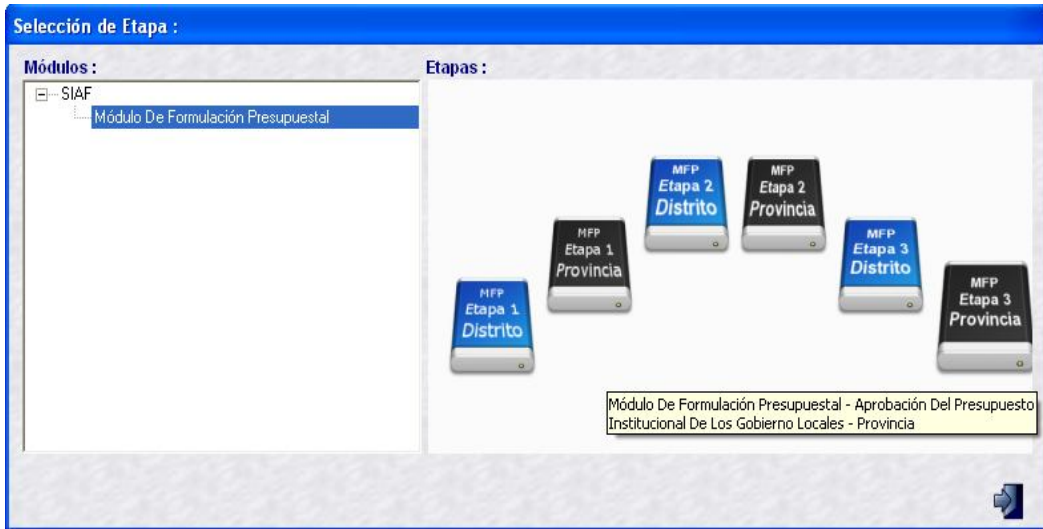 Selección de Etapa :
Módulos :
Etapas :
SIAF
Módulo De Formulación Presupuestal
MFP
Etapa 1
Distrito
MFP
Etapa 1
Provincia
MFP
Etapa 2
Distrito
MFP
Etapa 2
Provincia
MFP
Etapa 3
Distrito
MFP
Etapa 3
Provincia
Módulo De Formulación Presupuestal - Aprobación Del Presupuesto
Institucional De Los Gobierno Locales - Provincia